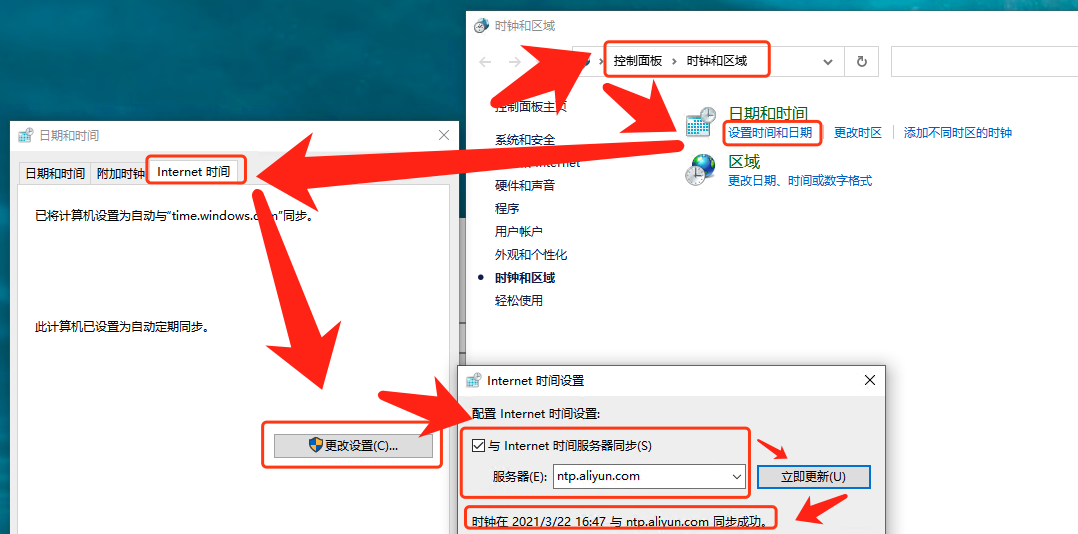 时钟和区域
控制面板 › 时钟和区域
控制面板主页
系统和安全
Internet
硬件和声音
程序
用户帐户
外观和个性化
时钟和区域
轻松使用
日期和时间
设置时间和日期 更改时区 添加不同时区的时钟
区域
更改日期、时间或数字格式
日期和时间
日期和时间 附加时钟 Internet 时间
已将计算机设置为自动与“time.windows.com”同步。
此计算机已设置为自动定期同步。
更改设置(C)...
Internet 时间设置
配置 Internet 时间设置:
与 Internet 时间服务器同步(S)
服务器(E): ntp.aliyun.com 立即更新(U)
时钟在 2021/3/22 16:47 与 ntp.aliyun.com 同步成功。